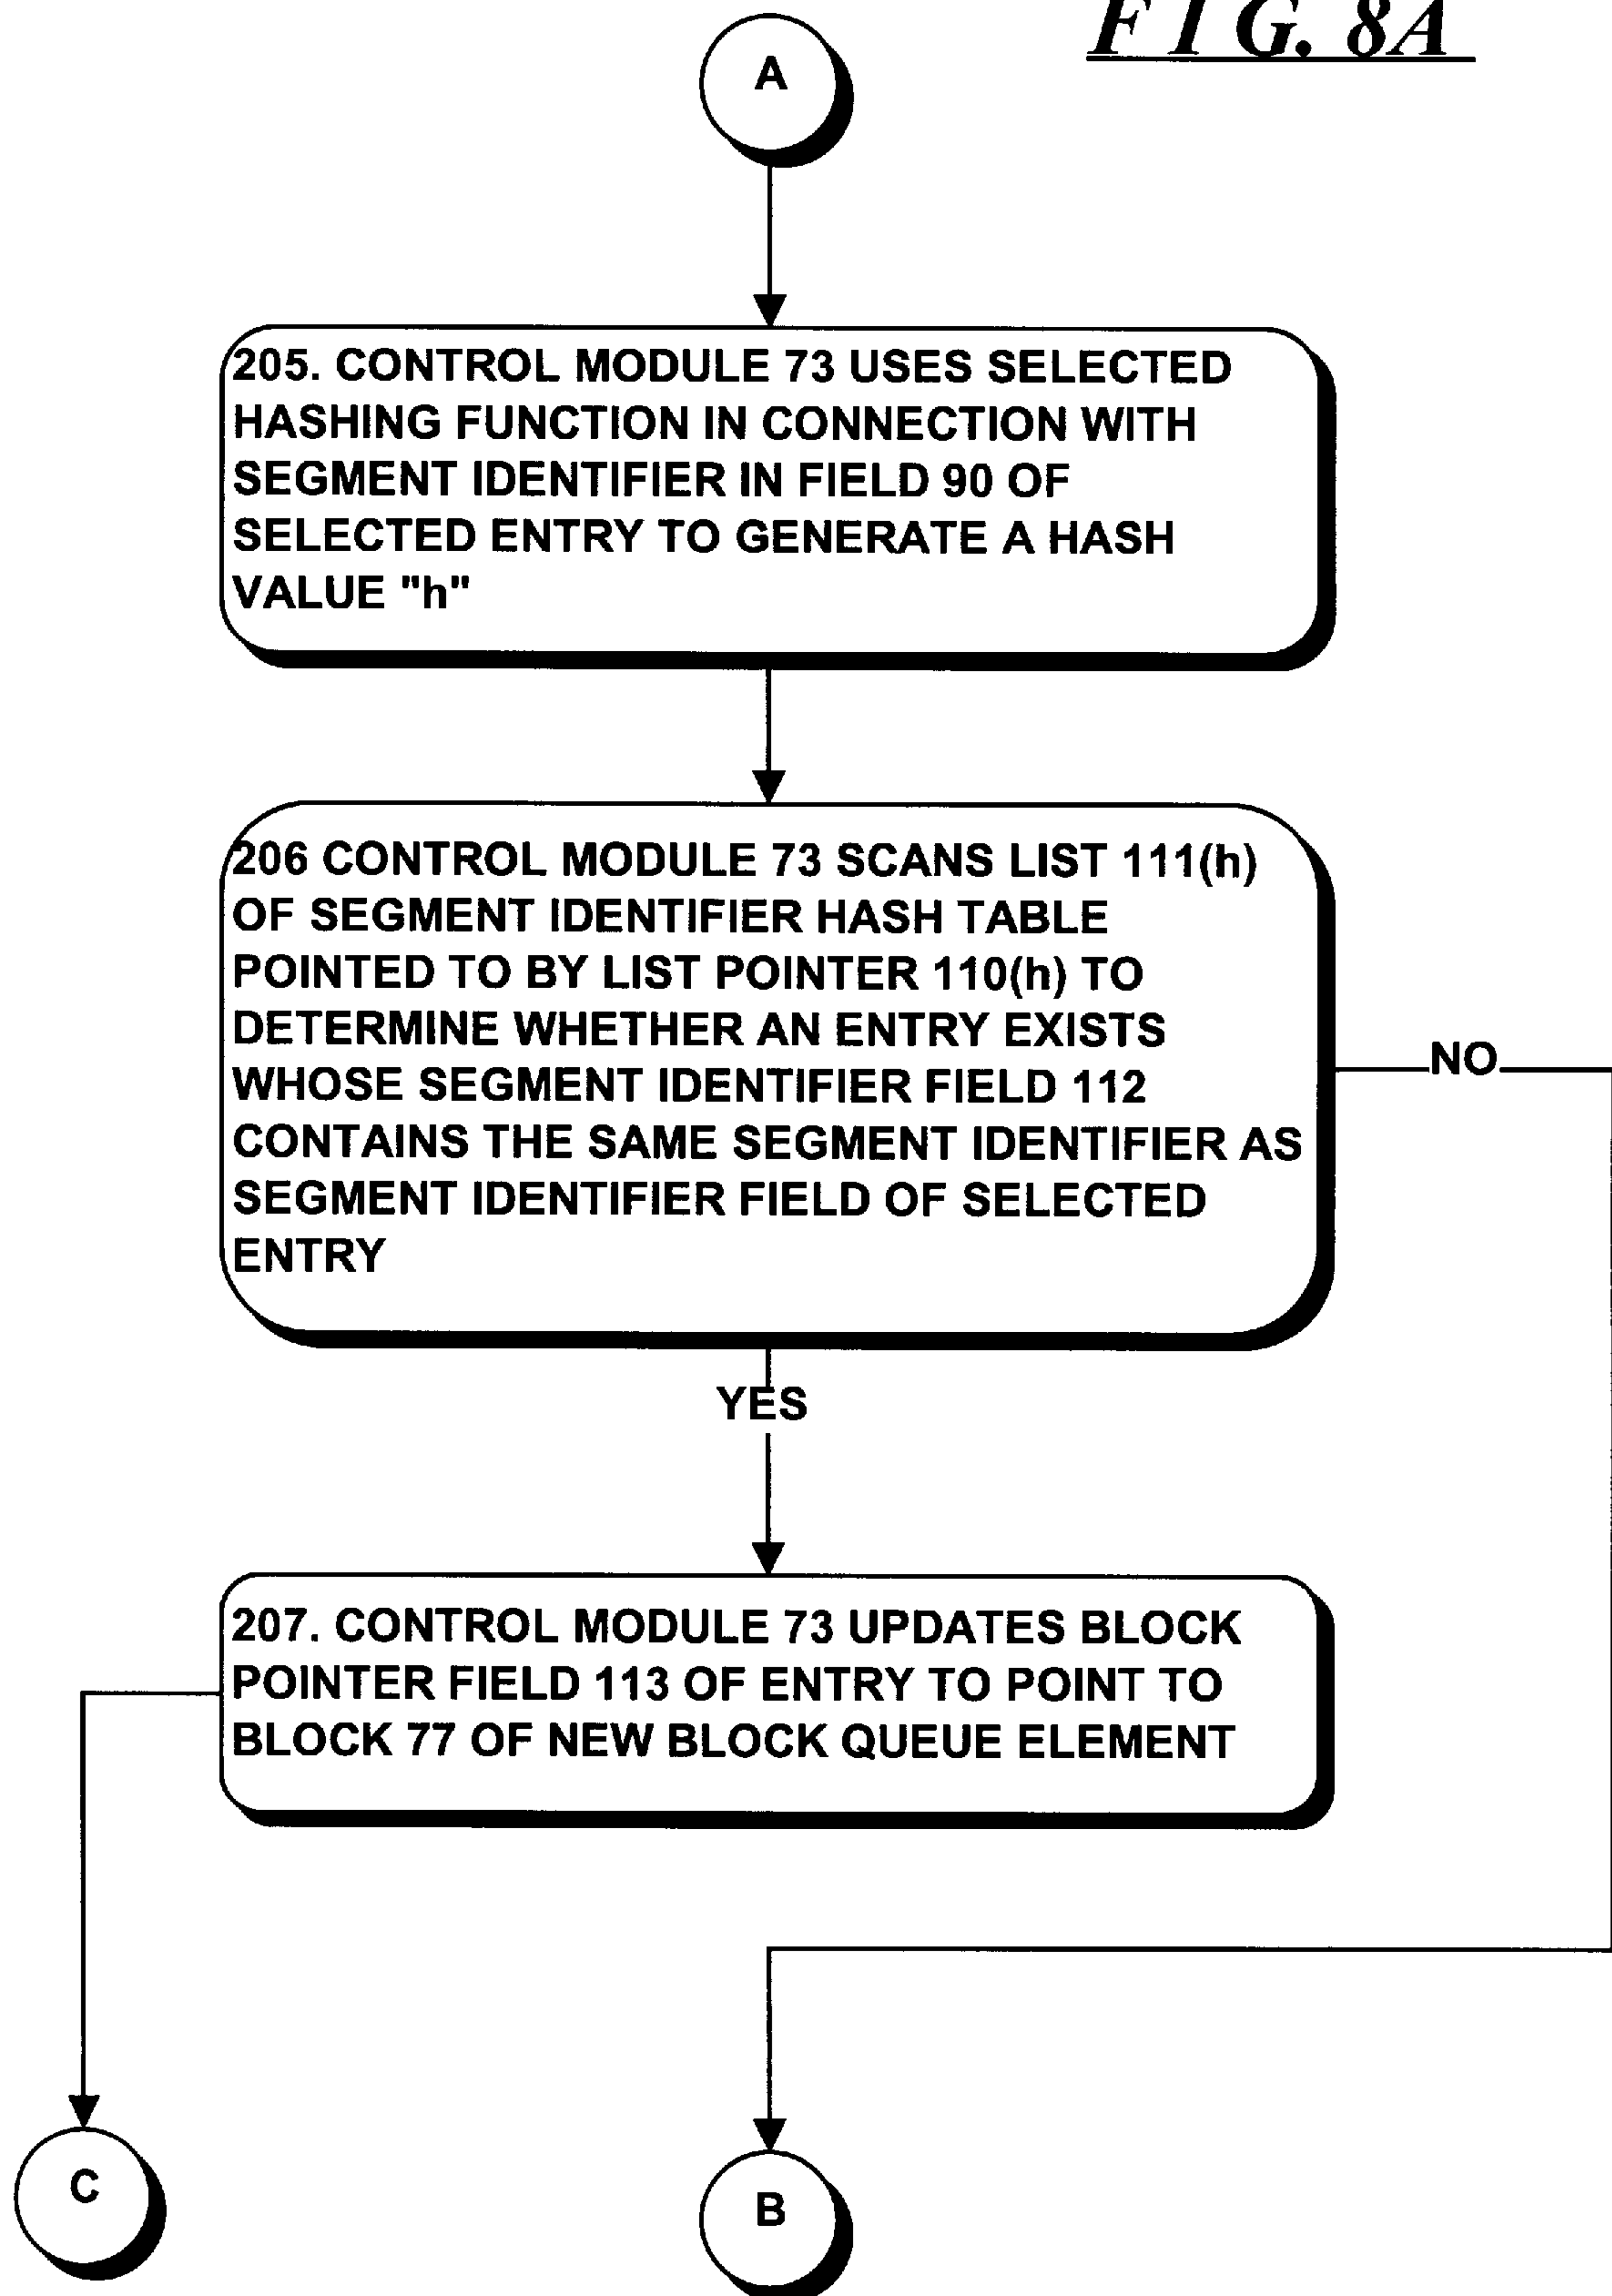 FIG. 8A
A
205. CONTROL MODULE 73 USES SELECTED
HASHING FUNCTION IN CONNECTION WITH
SEGMENT IDENTIFIER IN FIELD 90 OF
SELECTED ENTRY TO GENERATE A HASH
VALUE "h"
206 CONTROL MODULE 73 SCANS LIST 111(h)
OF SEGMENT IDENTIFIER HASH TABLE
POINTED TO BY LIST POINTER 110(h) TO
DETERMINE WHETHER AN ENTRY EXISTS
WHOSE SEGMENT IDENTIFIER FIELD 112
CONTAINS THE SAME SEGMENT IDENTIFIER AS
SEGMENT IDENTIFIER FIELD OF SELECTED
ENTRY
NO
YES
207. CONTROL MODULE 73 UPDATES BLOCK
POINTER FIELD 113 OF ENTRY TO POINT TO
BLOCK 77 OF NEW BLOCK QUEUE ELEMENT
C
B